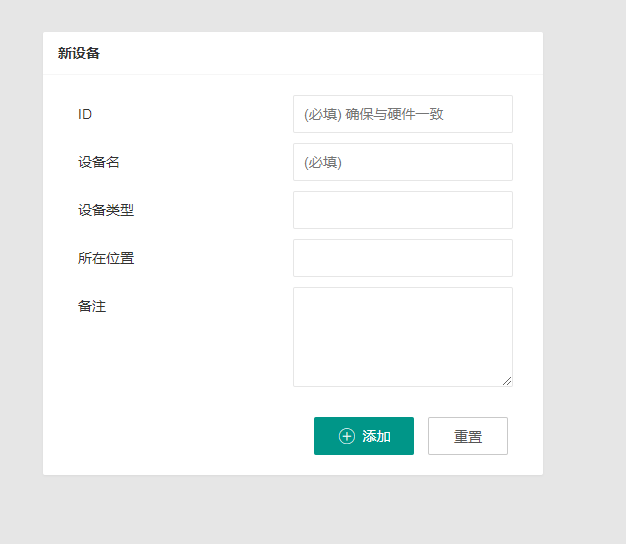 新设备
ID
(必填) 确保与硬件一致
设备名
(必填)
设备类型
所在位置
备注
添加
重置